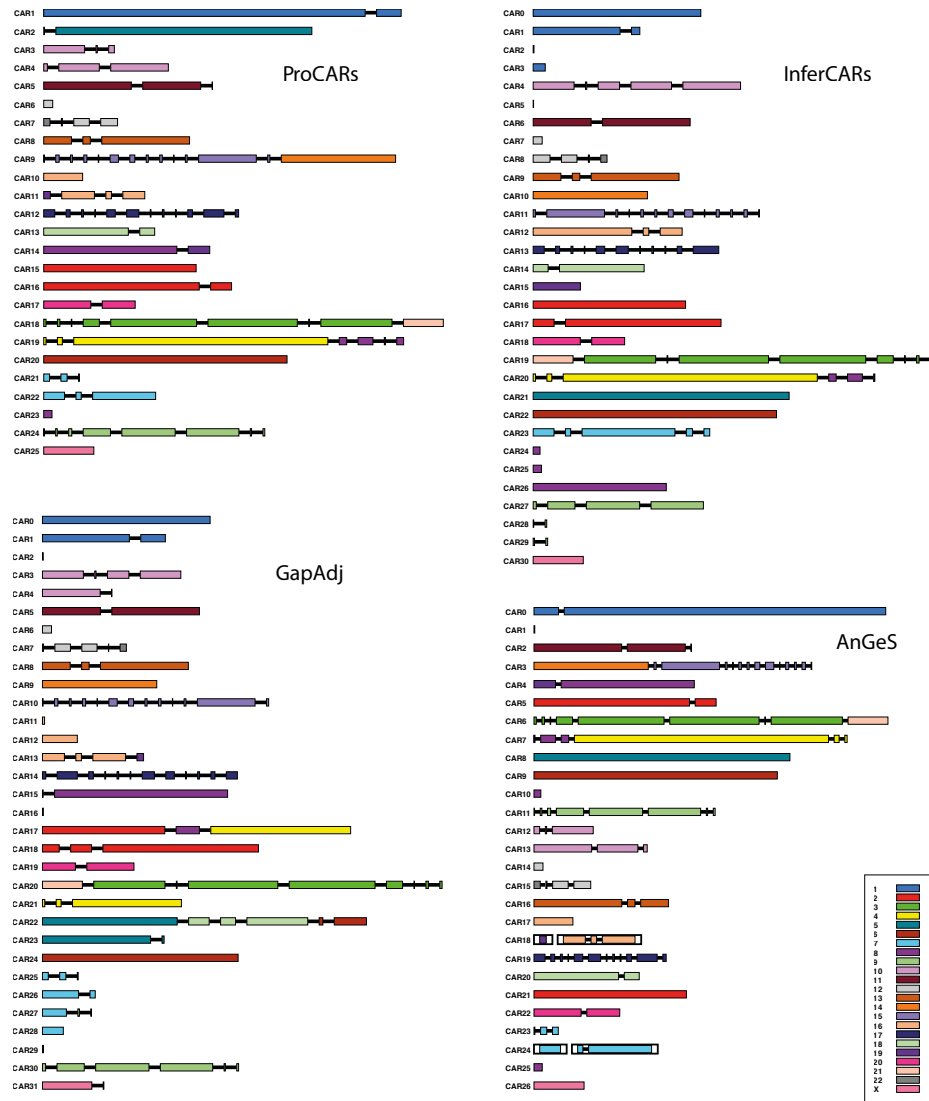 ProCARs
CAR1
CAR2
CAR3
CAR4
CAR5
CAR6
CAR7
CAR8
CAR9
CAR10
CAR11
CAR12
CAR13
CAR14
CAR15
CAR16
CAR17
CAR18
CAR19
CAR20
CAR21
CAR22
CAR23
CAR24
CAR25
InferCARs
CAR0
CAR1
CAR2
CAR3
CAR4
CAR5
CAR6
CAR7
CAR8
CAR9
CAR10
CAR11
CAR12
CAR13
CAR14
CAR15
CAR16
CAR17
CAR18
CAR19
CAR20
CAR21
CAR22
CAR23
CAR24
CAR25
CAR26
CAR27
CAR28
CAR29
CAR30
GapAdj
CAR0
CAR1
CAR2
CAR3
CAR4
CAR5
CAR6
CAR7
CAR8
CAR9
CAR10
CAR11
CAR12
CAR13
CAR14
CAR15
CAR16
CAR17
CAR18
CAR19
CAR20
CAR21
CAR22
CAR23
CAR24
CAR25
CAR26
CAR27
CAR28
CAR29
CAR30
CAR31
AnGeS
CAR0
CAR1
CAR2
CAR3
CAR4
CAR5
CAR6
CAR7
CAR8
CAR9
CAR10
CAR11
CAR12
CAR13
CAR14
CAR15
CAR16
CAR17
CAR18
CAR19
CAR20
CAR21
CAR22
CAR23
CAR24
CAR25
CAR26
1
2
3
4
5
6
7
8
9
10
11
12
13
14
15
16
17
18
19
20
21
22
X